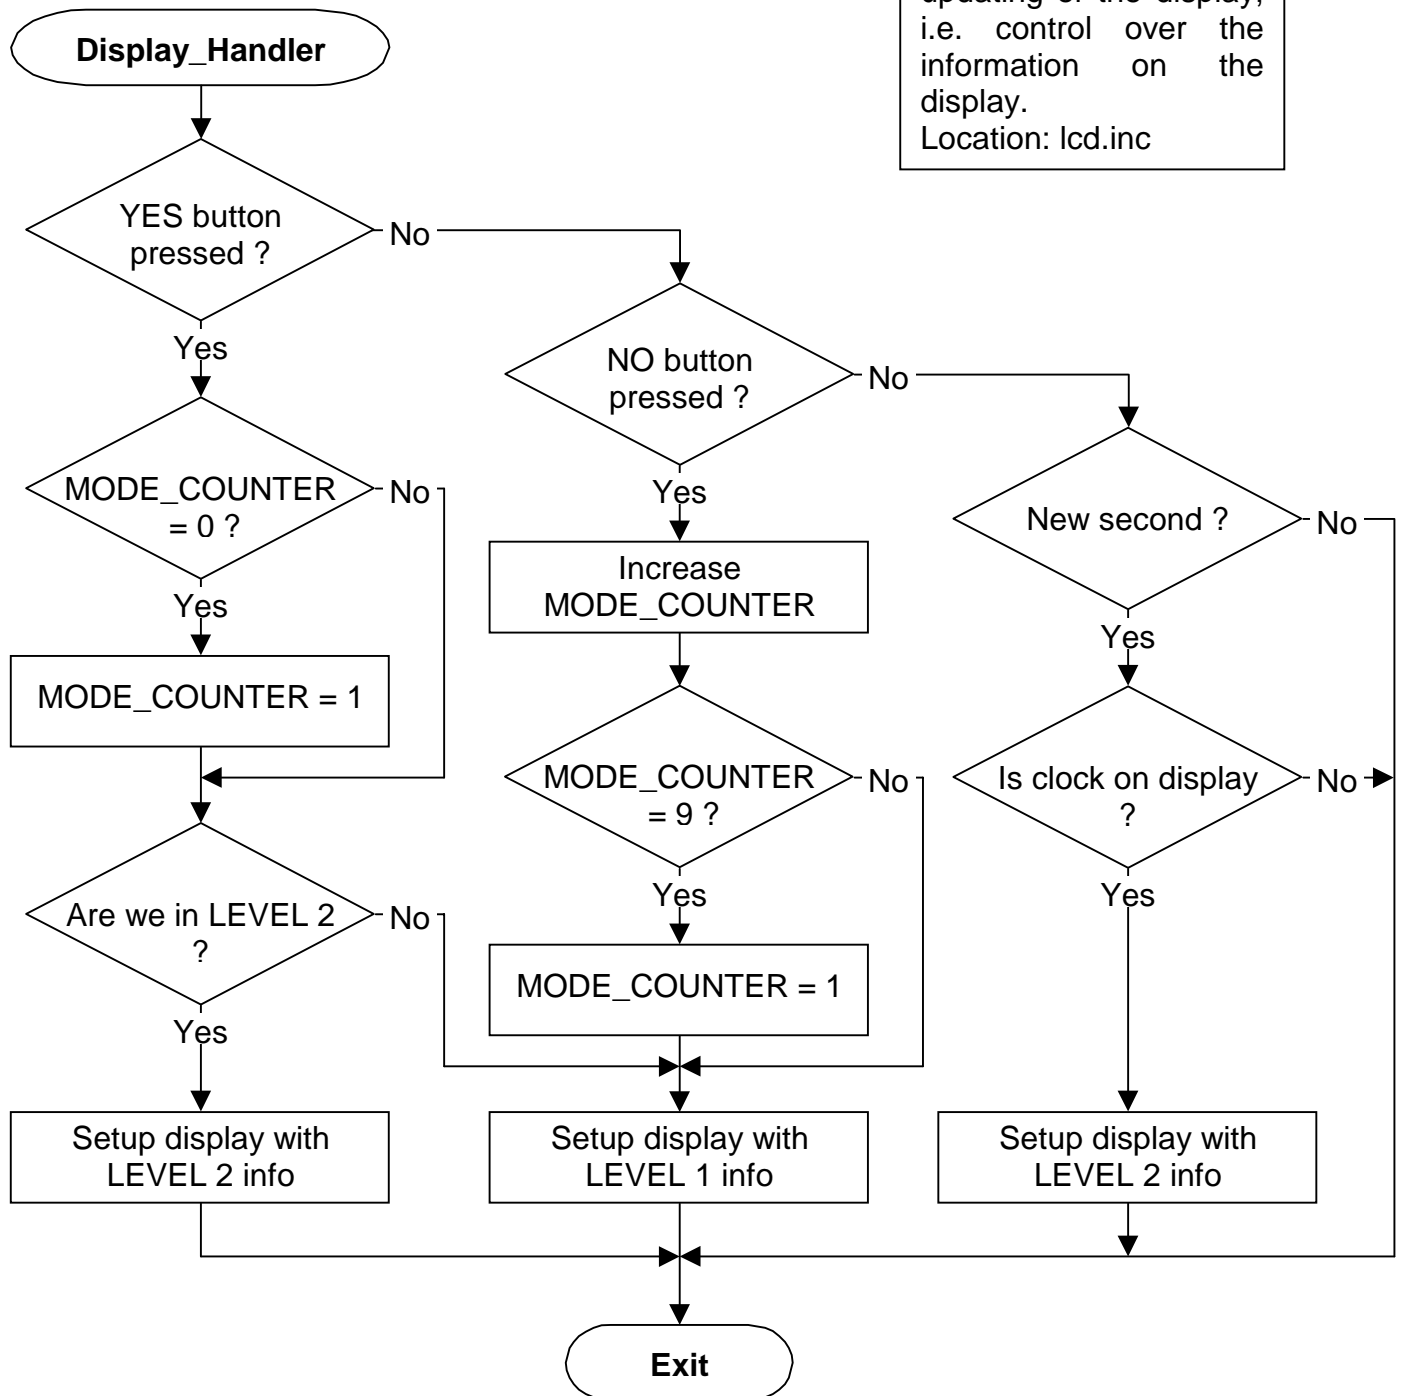 updating of the display,
i.e. control over the
information on the
display.
Location: lcd.inc
Display_Handler
YES button
pressed ?
No
Yes
NO button
pressed ?
No
Yes
MODE_COUNTER
= 0 ?
No
Yes
New second ?
No
Yes
Increase
MODE_COUNTER
MODE_COUNTER = 1
MODE_COUNTER
= 9 ?
No
Yes
Is clock on display
?
No
Yes
Are we in LEVEL 2
?
No
Yes
MODE_COUNTER = 1
Setup display with
LEVEL 2 info
Setup display with
LEVEL 1 info
Setup display with
LEVEL 2 info
Exit